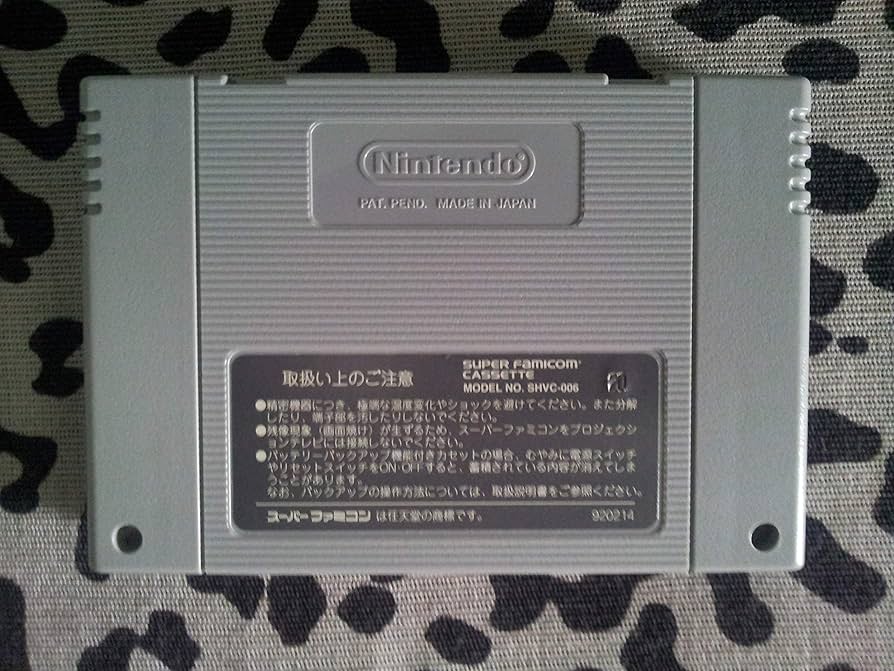 Nintendo®
PAT. PEND. MADE IN JAPAN
取扱い上のご注意
SUPER FAMICOM
CASSETTE
MODEL NO. SHVC-006
●精密機器につき、極端な温度変化やショックを避けてください。また分解
したり、端子部を汚したりしないでください。
●残像現象（画面焼け）が生ずるため、スーパーファミコンをプロジェクシ
ョンテレビには接続しないでください。
●バッテリーバックアップ機能付きカセットの場合、むやみに電源スイッチ
やリセットスイッチをON・OFFすると、蓄積されている内容が消えてしま
うことがあります。
なお、バックアップの操作方法については、取扱説明書をご参照ください。
スーパーファミコン は任天堂の商標です。 920214